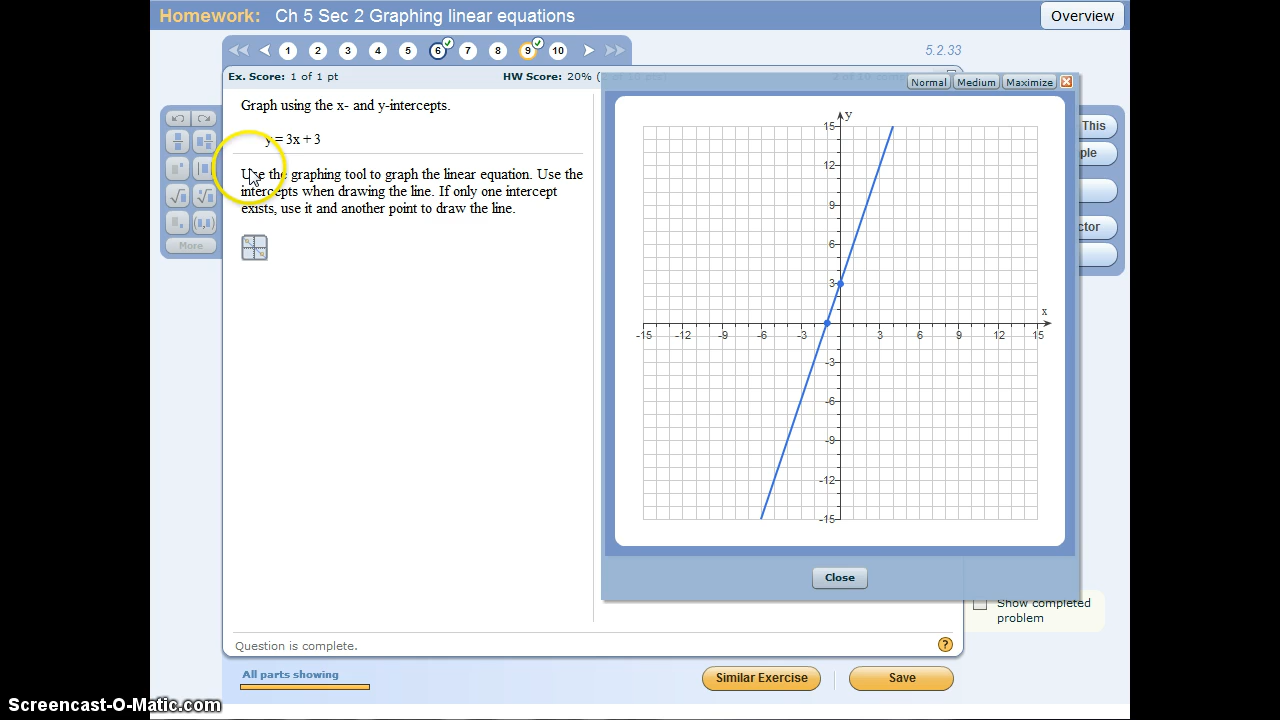 Homework: Ch 5 Sec 2 Graphing linear equations
Overview
1 2 3 4 5 6 7 8 9 10
5.2.33
Ex. Score: 1 of 1 pt
HW Score: 20% (
Normal Medium Maximize
Graph using the x- and y-intercepts.
y = 3x + 3
Use the graphing tool to graph the linear equation. Use the
intercepts when drawing the line. If only one intercept
exists, use it and another point to draw the line.
More
y
15
12
9
6
3
x
-15 -12 -9 -6 -3 3 6 9 12 15
-3
-6
-9
-12
-15
Close
This
ple
ctor
Show completed
problem
Question is complete.
?
All parts showing
Similar Exercise
Save
Screencast-O-Matic.com